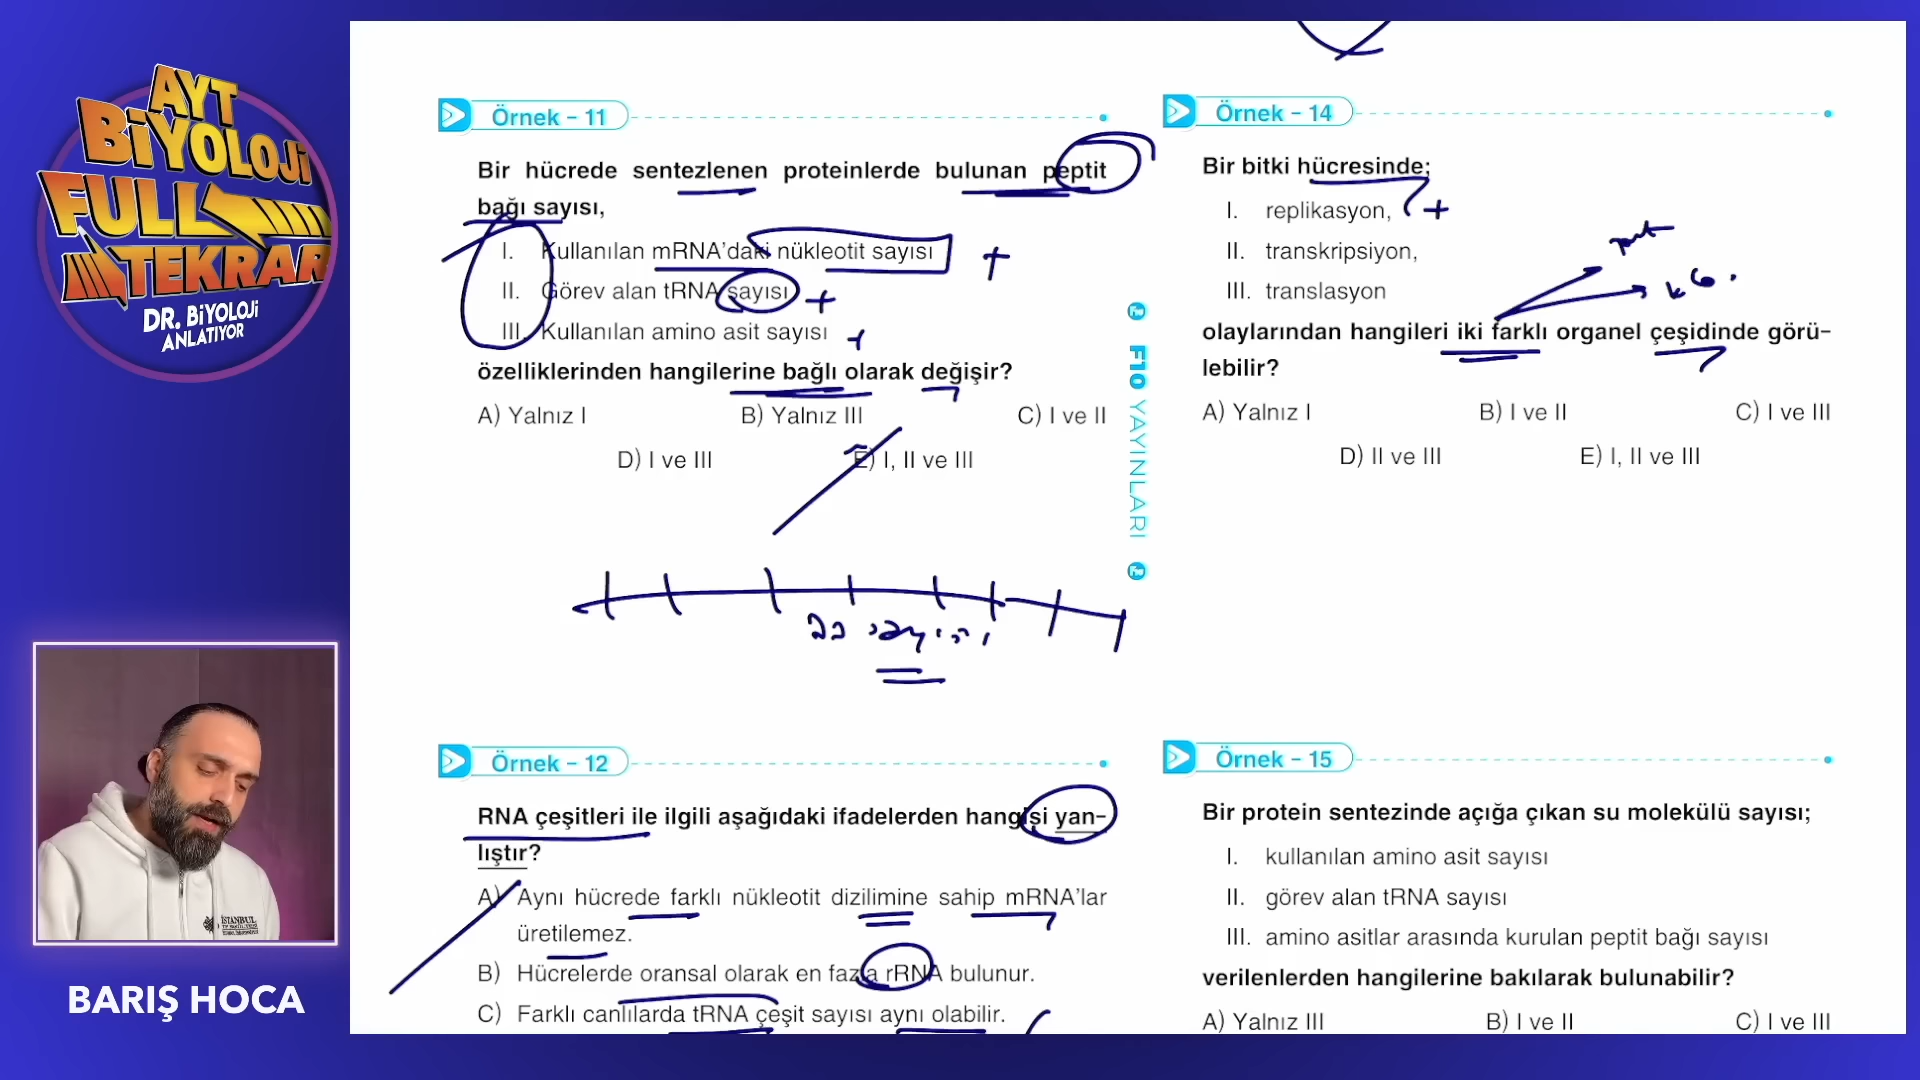 AYT
BiYOLOJi
FULL
TEKRAR
DR. BiYOLOJi
ANLATIYOR
İSTANBUL
BARIŞ HOCA
Örnek – 11
Bir hücrede sentezlenen proteinlerde bulunan peptit
bağı sayısı,
I. Kullanılan mRNA'daki nükleotit sayısı +
II. Görev alan tRNA sayısı +
III. Kullanılan amino asit sayısı +
özelliklerinden hangilerine bağlı olarak değişir?
A) Yalnız I B) Yalnız III C) I ve II
D) I ve III E) I, II ve III
aa sayısı
Örnek – 12
RNA çeşitleri ile ilgili aşağıdaki ifadelerden hangisi yan-
lıştır?
A) Aynı hücrede farklı nükleotit dizilimine sahip mRNA'lar
üretilemez.
B) Hücrelerde oransal olarak en fazla rRNA bulunur.
C) Farklı canlılarda tRNA çeşit sayısı aynı olabilir.
F10 YAYINLARI
Örnek – 14
Bir bitki hücresinde;
I. replikasyon, +
II. transkripsiyon,
III. translasyon
olaylarından hangileri iki farklı organel çeşidinde görü-
lebilir?
A) Yalnız I B) I ve II C) I ve III
D) II ve III E) I, II ve III
Örnek – 15
Bir protein sentezinde açığa çıkan su molekülü sayısı;
I. kullanılan amino asit sayısı
II. görev alan tRNA sayısı
III. amino asitlar arasında kurulan peptit bağı sayısı
verilenlerden hangilerine bakılarak bulunabilir?
A) Yalnız III B) I ve II C) I ve III